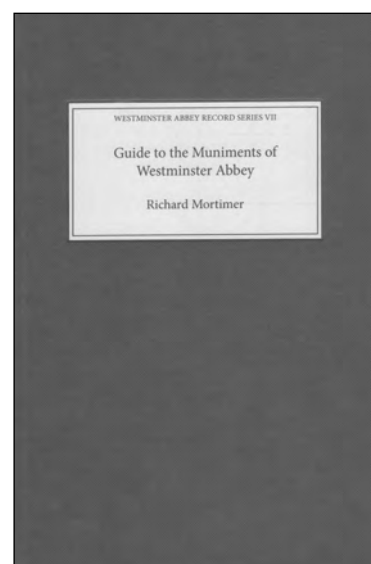 WESTMINSTER ABBEY RECORD SERIES VII
Guide to the Muniments of
Westminster Abbey
Richard Mortimer